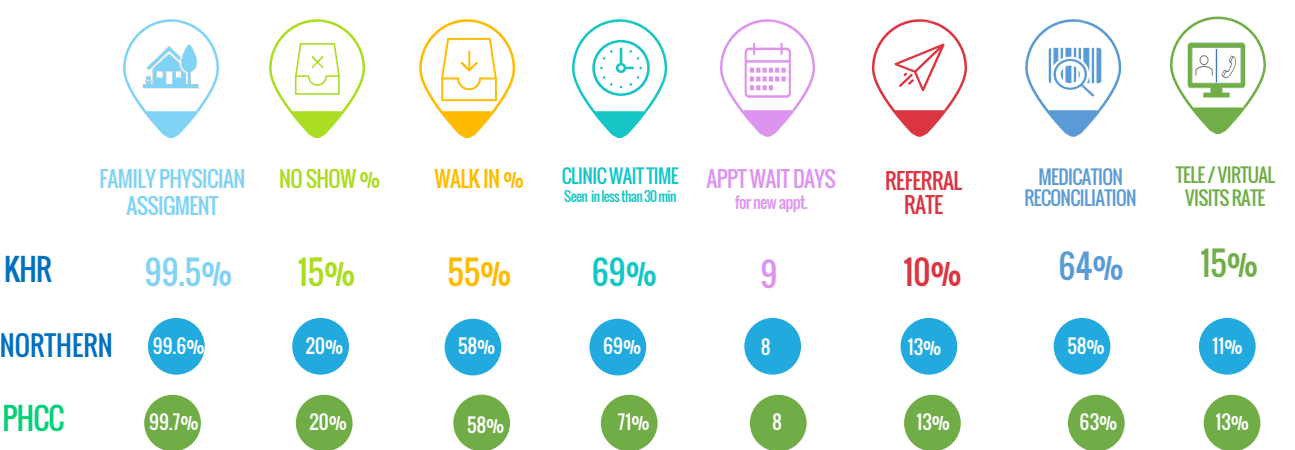 FAMILY PHYSICIAN
ASSIGMENT
NO SHOW %
WALK IN %
CLINIC WAIT TIME
Seen in less than 30 min
APPT WAIT DAYS
for new appt.
REFERRAL
RATE
MEDICATION
RECONCILIATION
TELE / VIRTUAL
VISITS RATE
KHR 99.5% 15% 55% 69% 9 10% 64% 15%
NORTHERN 99.6% 20% 58% 69% 8 13% 58% 11%
PHCC 99.7% 20% 58% 71% 8 13% 63% 13%